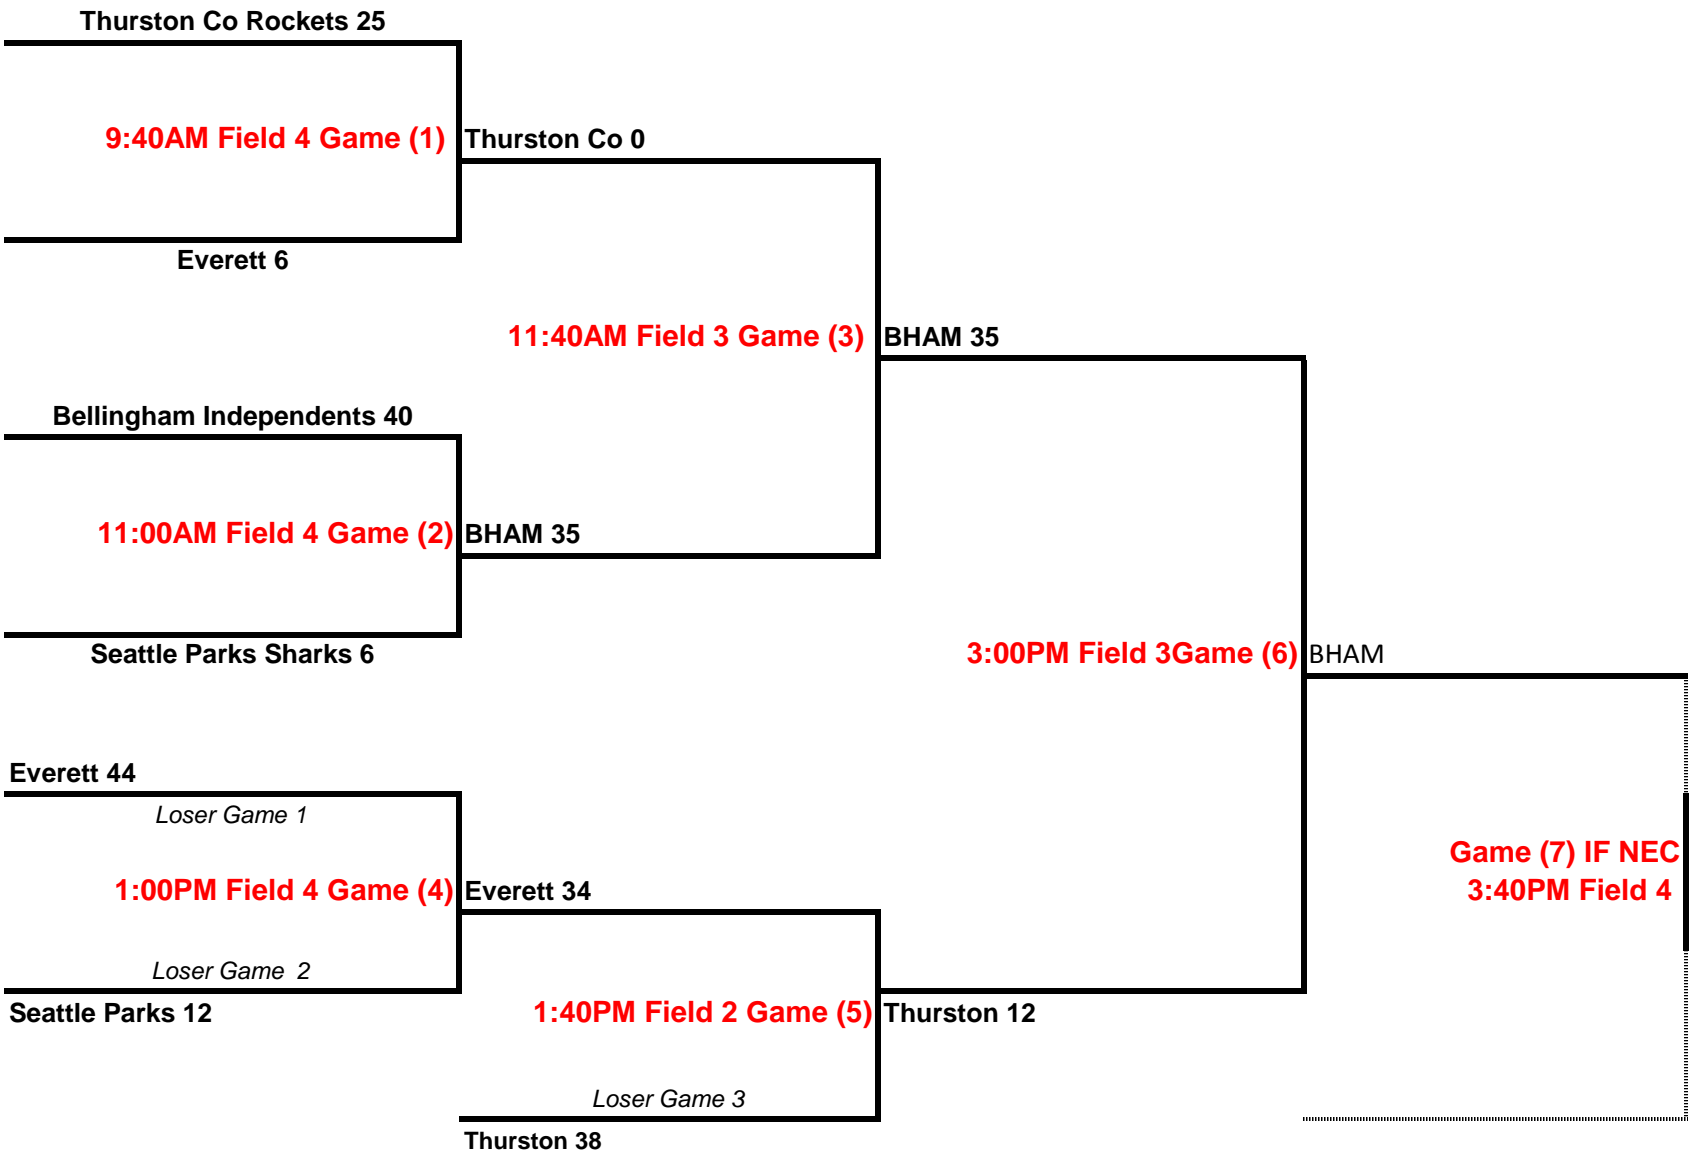 Thurston Co Rockets 25
9:40AM Field 4 Game (1)
Thurston Co 0
Everett 6
11:40AM Field 3 Game (3)
BHAM 35
Bellingham Independents 40
11:00AM Field 4 Game (2)
BHAM 35
Seattle Parks Sharks 6
3:00PM Field 3Game (6)
BHAM
Everett 44
Loser Game 1
Game (7) IF NEC
3:40PM Field 4
1:00PM Field 4 Game (4)
Everett 34
Loser Game  2
Seattle Parks 12
1:40PM Field 2 Game (5)
Thurston 12
Loser Game 3
Thurston 38